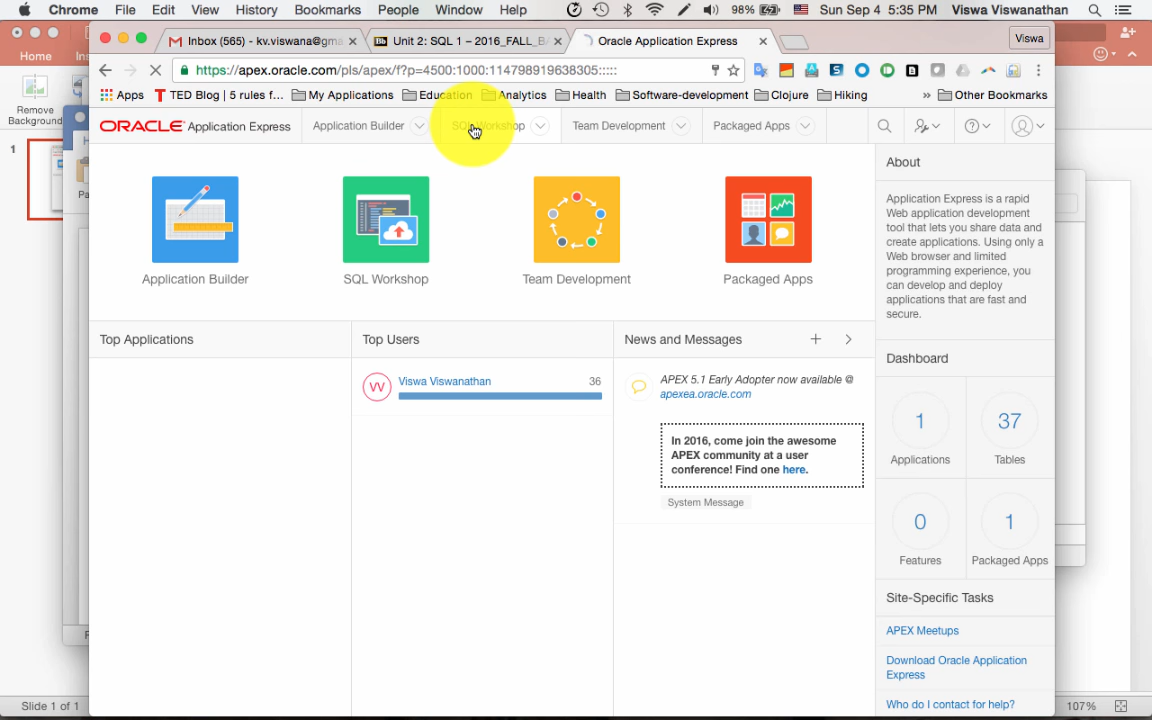 Chrome File Edit View History Bookmarks People Window Help 98% Sun Sep 4 5:35 PM Viswa Viswanathan
Inbox (565) - kv.viswana@gm
Unit 2: SQL 1 – 2016_FALL_BA
Oracle Application Express
Viswa
Home
https://apex.oracle.com/pls/apex/f?p=4500:1000:114798919638305:::::
Remove
Background
Apps TED Blog | 5 rules f... My Applications Education Analytics Health Software-development Clojure Hiking » Other Bookmarks
ORACLE Application Express Application Builder SQL Workshop Team Development Packaged Apps
1
Pa
About
Application Express is a rapid
Web application development
tool that lets you share data and
create applications. Using only a
Web browser and limited
programming experience, you
can develop and deploy
applications that are fast and
secure.
Application Builder SQL Workshop Team Development Packaged Apps
Top Applications
Top Users
VV
Viswa Viswanathan 36
News and Messages
APEX 5.1 Early Adopter now available @
apexea.oracle.com
In 2016, come join the awesome
APEX community at a user
conference! Find one here.
System Message
Dashboard
1
Applications
37
Tables
0
Features
1
Packaged Apps
Site-Specific Tasks
APEX Meetups
Download Oracle Application
Express
Who do I contact for help?
Slide 1 of 1
107%